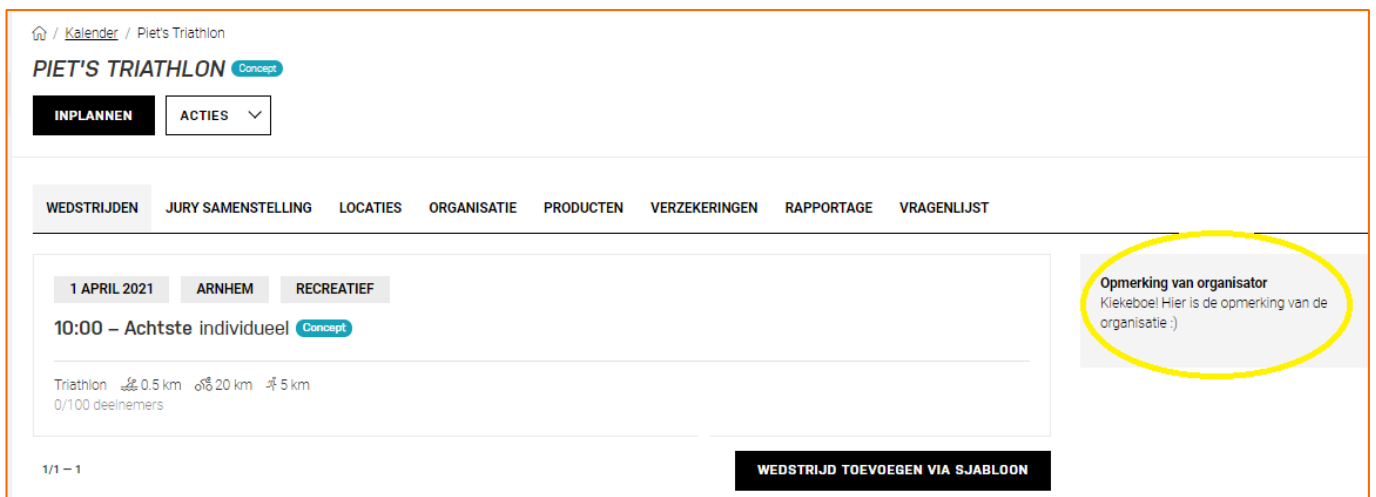 / Kalender / Piet's Triathlon
PIET'S TRIATHLON Concept
INPLANNEN ACTIES
WEDSTRIJDEN JURY SAMENSTELLING LOCATIES ORGANISATIE PRODUCTEN VERZEKERINGEN RAPPORTAGE VRAGENLIJST
1 APRIL 2021 ARNHEM RECREATIEF
10:00 – Achtste individueel Concept
Triathlon 0.5 km 20 km 5 km
0/100 deelnemers
1/1 – 1
WEDSTRIJD TOEVOEGEN VIA SJABLOON
Opmerking van organisator
Kiekeboe! Hier is de opmerking van de
organisatie :)